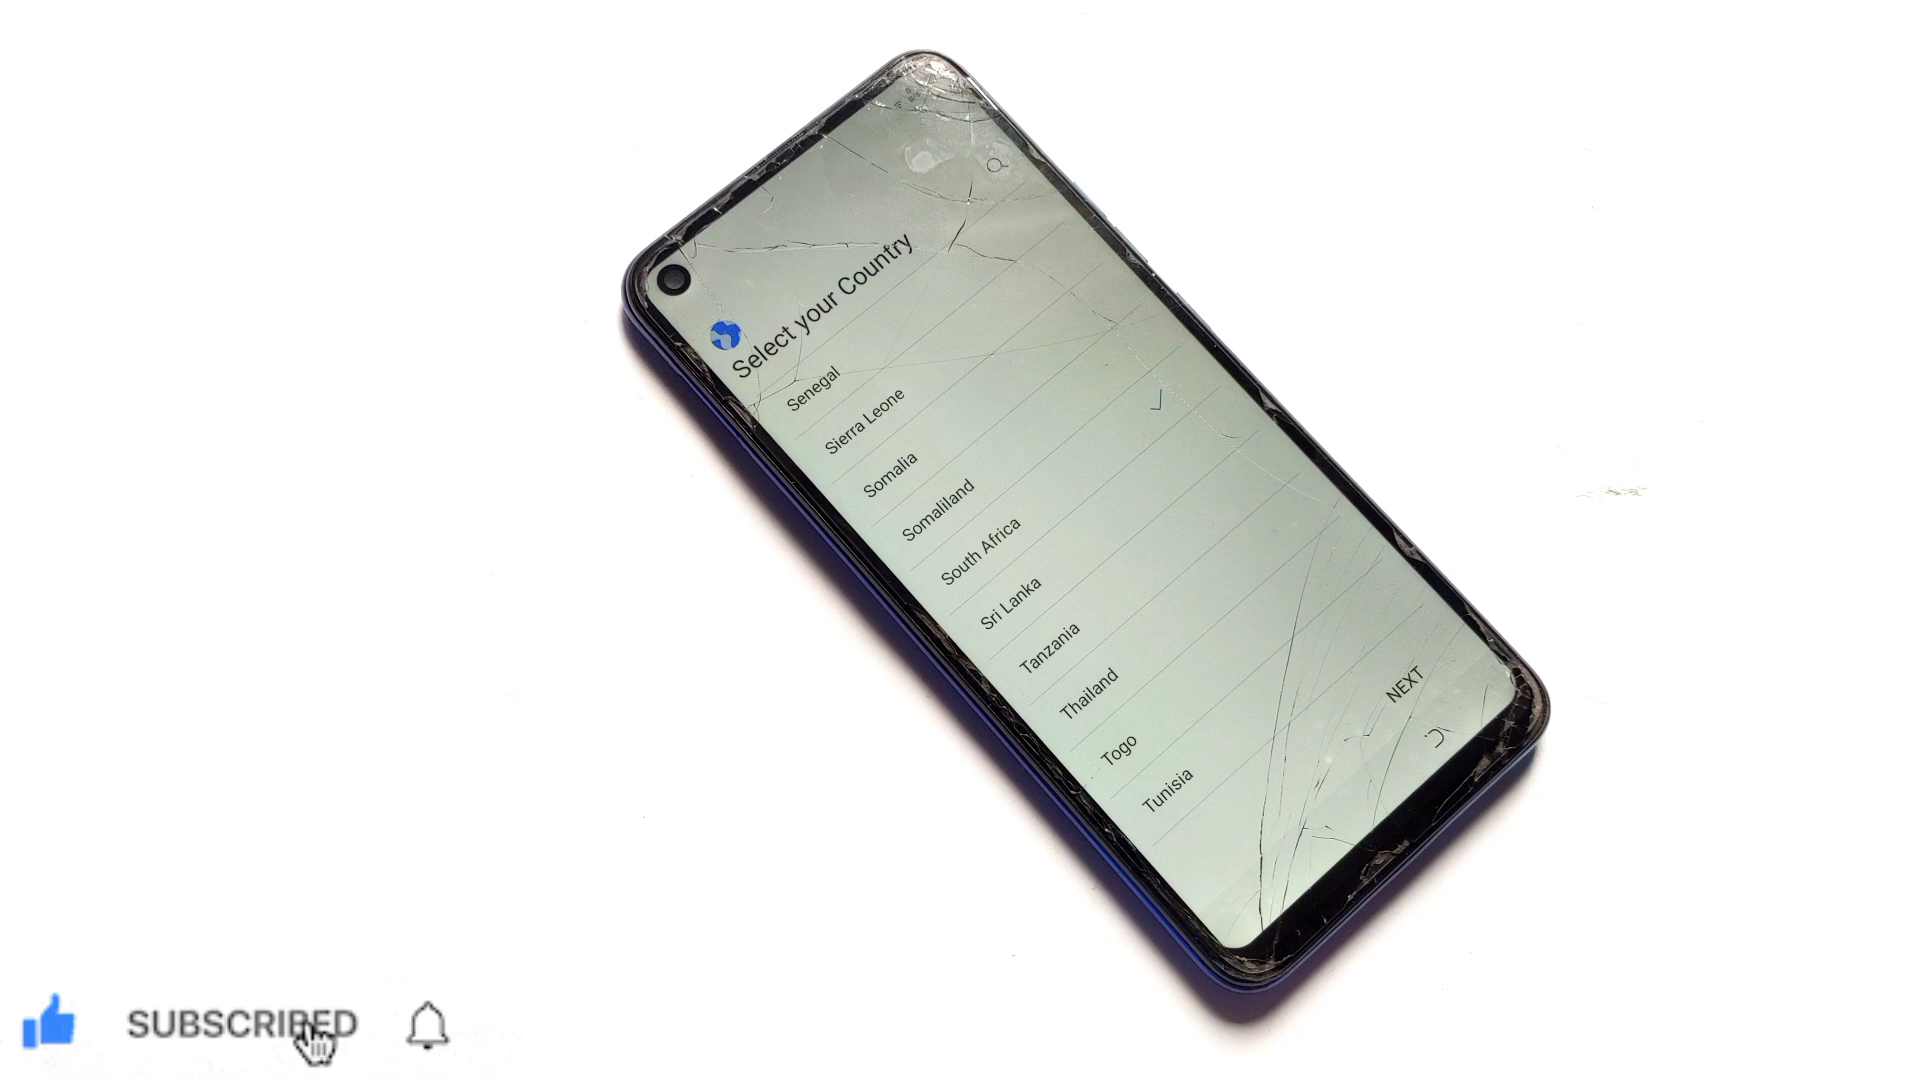 Select your Country
Senegal
Sierra Leone
Somalia
Somaliland
South Africa
Sri Lanka
Tanzania
Thailand
Togo
Tunisia
NEXT
SUBSCRIBED